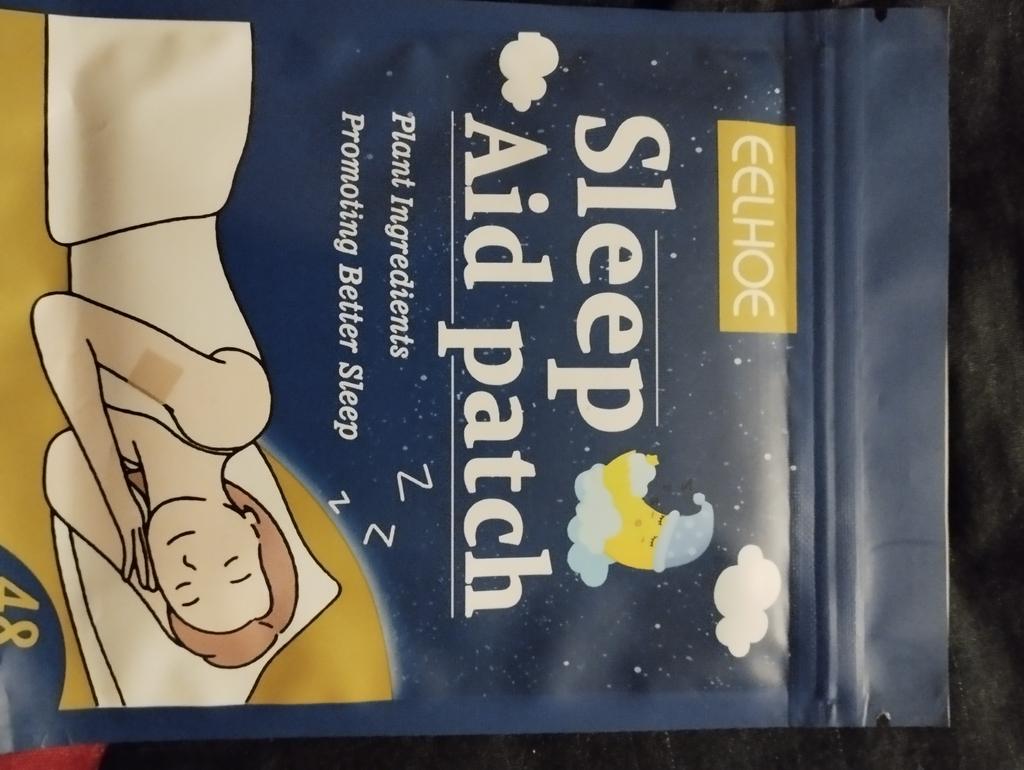 EELHOE
Sleep
Aid patch
Plant Ingredients
Promoting Better Sleep
z
z
z
48